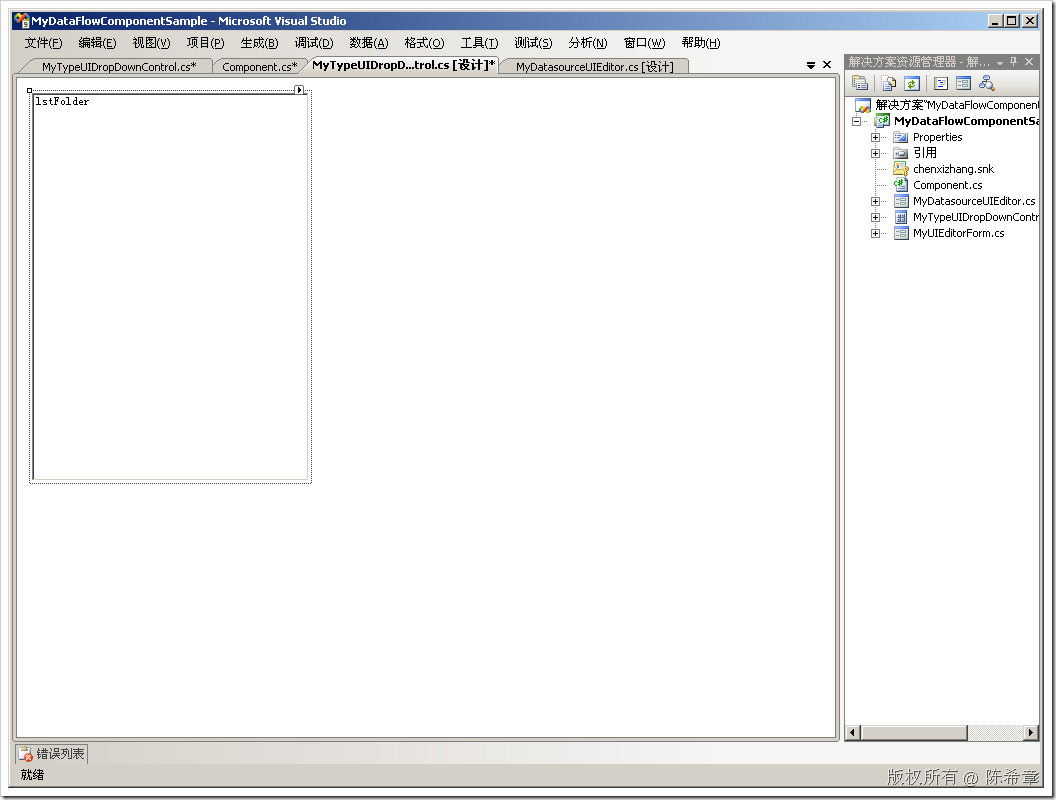 MyDataFlowComponentSample - Microsoft Visual Studio
文件(F) 编辑(E) 视图(V) 项目(P) 生成(B) 调试(D) 数据(A) 格式(O) 工具(T) 测试(S) 分析(N) 窗口(W) 帮助(H)
MyTypeUIDropDownControl.cs* Component.cs* MyTypeUIDropD...trol.cs [设计]* MyDatasourceUIEditor.cs [设计]
解决方案资源管理器 - 解...
lstFolder
解决方案"MyDataFlowComponent
MyDataFlowComponentSa
Properties
引用
chenxizhang.snk
Component.cs
MyDatasourceUIEditor.cs
MyTypeUIDropDownContr
MyUIEditorForm.cs
错误列表
就绪
版权所有 @ 陈希章